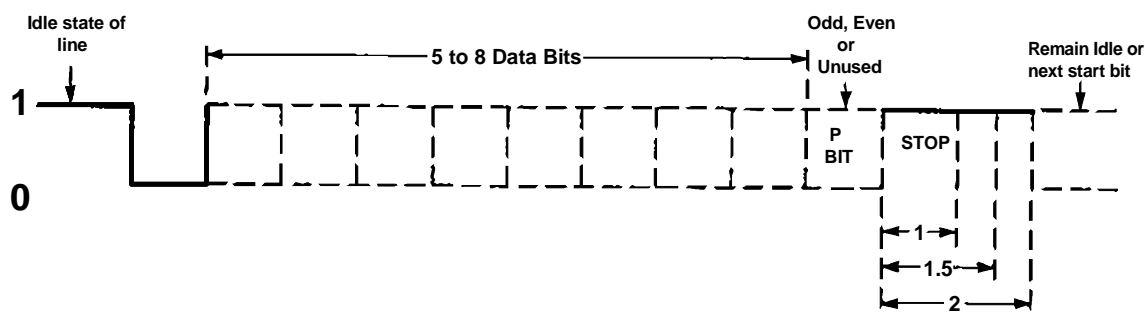 Idle state of
line
5 to 8 Data Bits
Odd, Even
or
Unused
Remain Idle or
next start bit
1
0
P
BIT
STOP
1
1.5
2